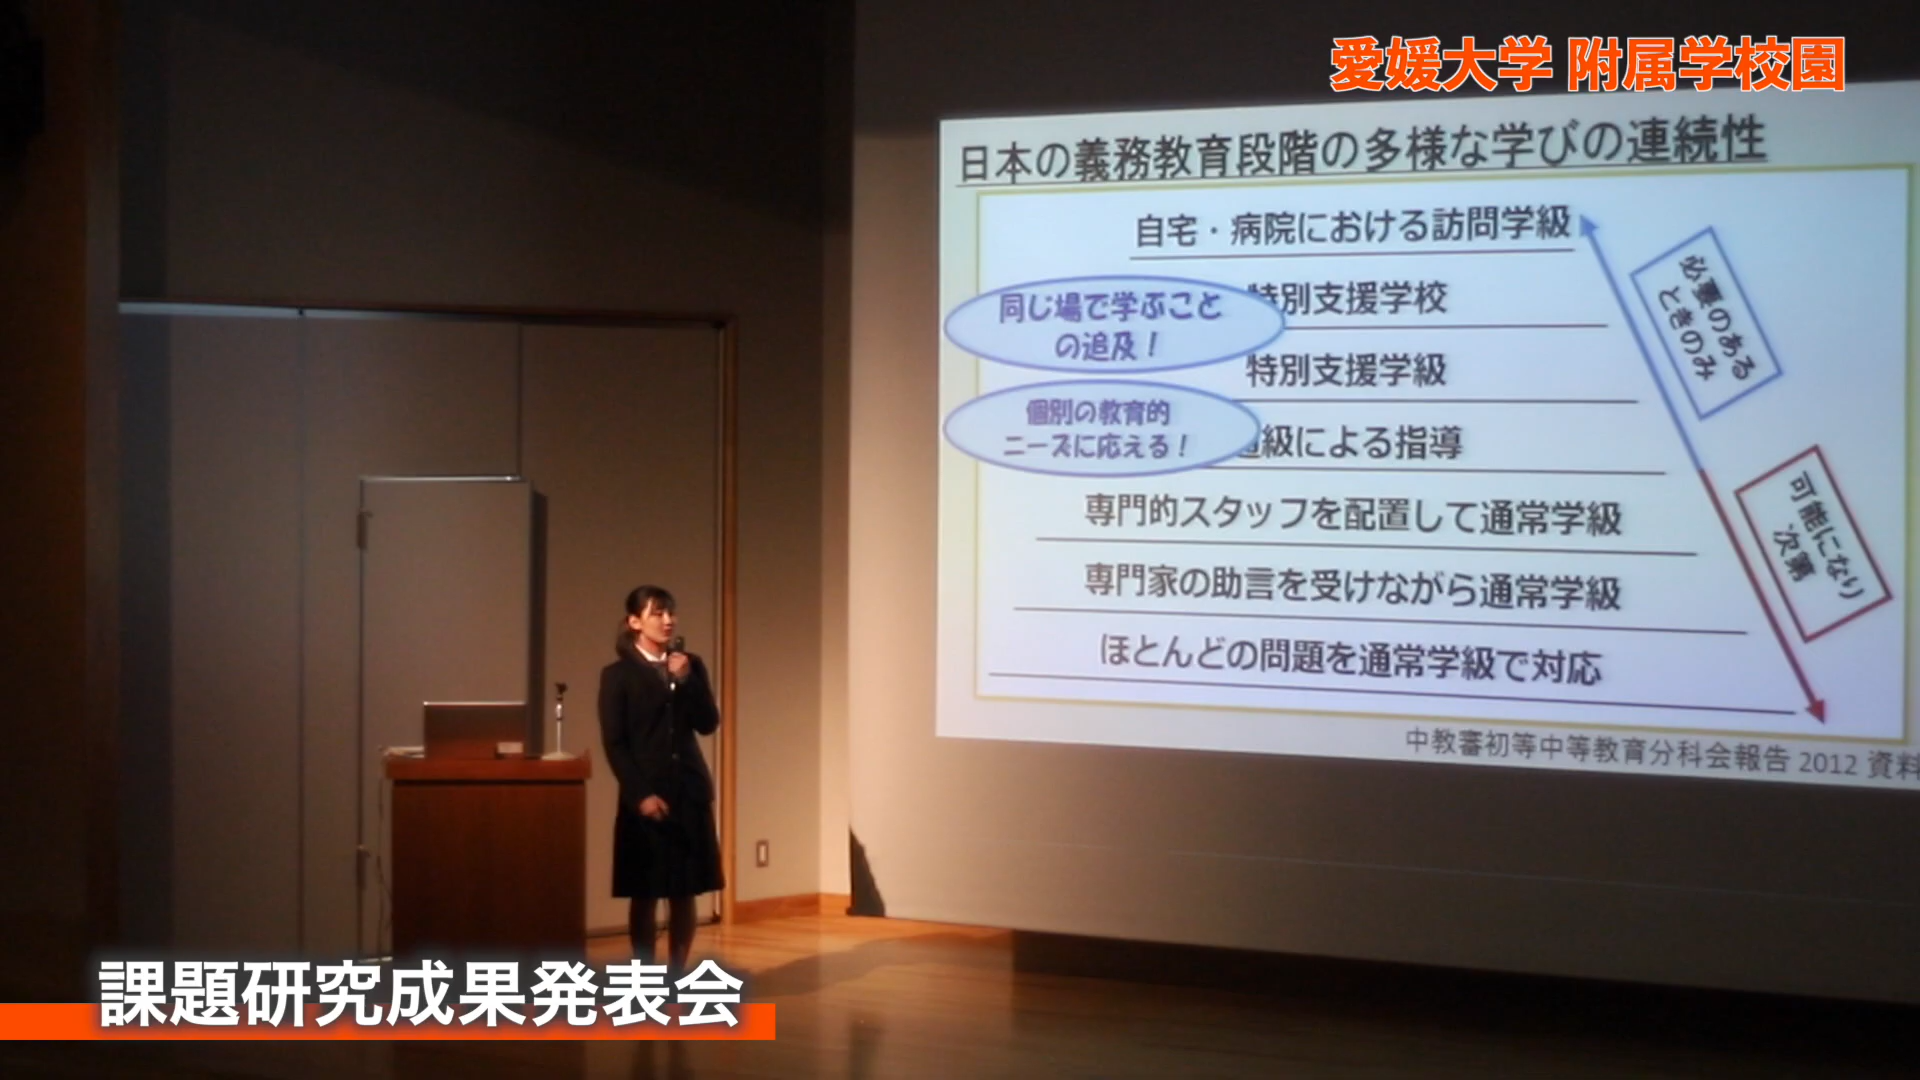 愛媛大学 附属学校園
日本の義務教育段階の多様な学びの連続性
自宅・病院における訪問学級
同じ場で学ぶこと
の追及!
特別支援学校
特別支援学級
個別の教育的
ニーズに応える!
級による指導
専門的スタッフを配置して通常学級
専門家の助言を受けながら通常学級
ほとんどの問題を通常学級で対応
必要のある
ときのみ
可能になり
次第
中教審初等中等教育分科会報告 2012 資料
課題研究成果発表会